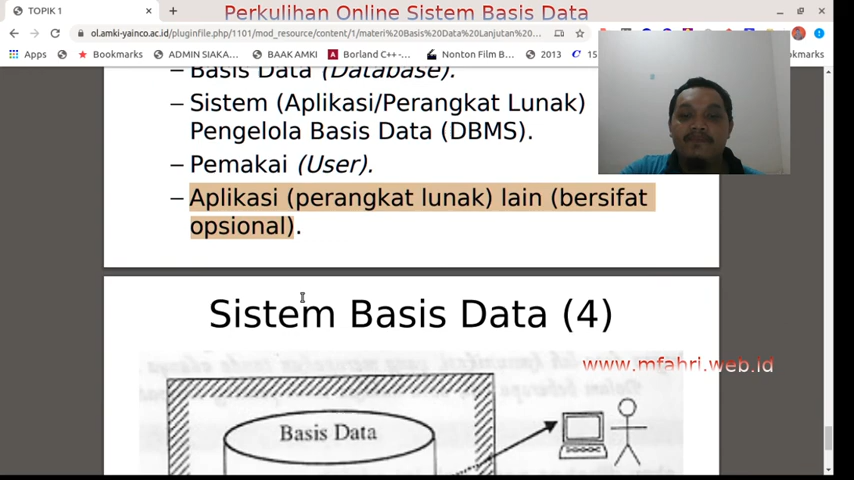 TOPIK 1
Perkulihan Online Sistem Basis Data
ol.amki-yainco.ac.id/pluginfile.php/1101/mod_resource/content/1/materi%20Basis%20Data%20Lanjutan%20...
Apps
Bookmarks
ADMIN SIAKA...
BAAK AMKI
Borland C++-...
Nonton Film B...
2013
15
okmarks
– Basis Data (Database).
– Sistem (Aplikasi/Perangkat Lunak)
Pengelola Basis Data (DBMS).
– Pemakai (User).
– Aplikasi (perangkat lunak) lain (bersifat
opsional).
Sistem Basis Data (4)
www.mfahri.web.id
Basis Data